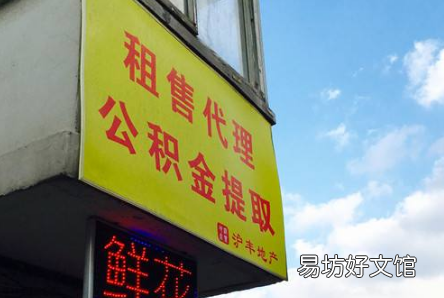 租售代理
公积金提取
沪丰地产
鲜花
易坊好文馆